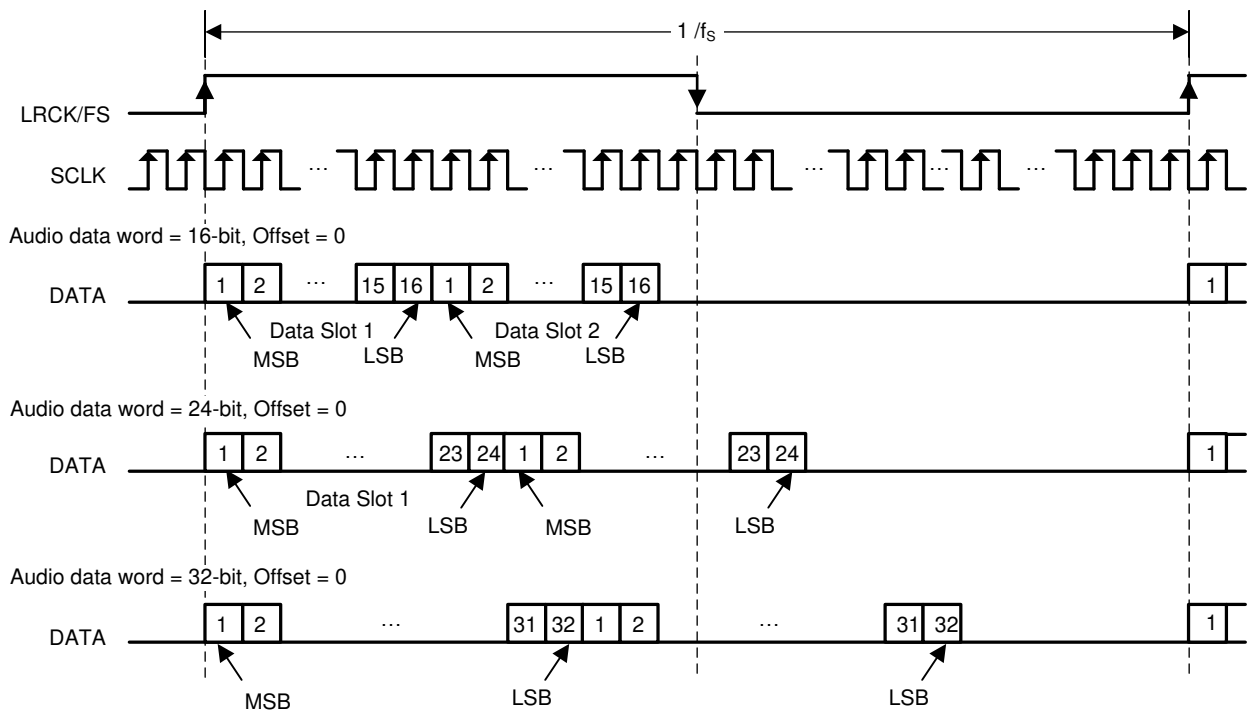 1 /fS
LRCK/FS
SCLK … … … … …
Audio data word = 16-bit, Offset = 0
DATA 1 2 … 15 16 1 2 … 15 16 1
Data Slot 1 Data Slot 2
MSB LSB MSB LSB
Audio data word = 24-bit, Offset = 0
DATA 1 2 … 23 24 1 2 … 23 24 1
Data Slot 1
MSB LSB MSB LSB
Audio data word = 32-bit, Offset = 0
DATA 1 2 … 31 32 1 2 … 31 32 1
MSB LSB LSB